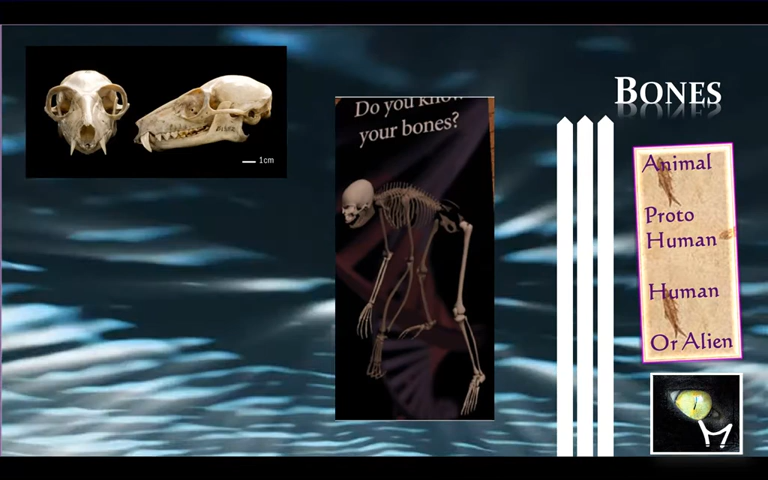 BONES
Do you know
your bones?
1cm
Animal
Proto
Human
Human
Or Alien
M